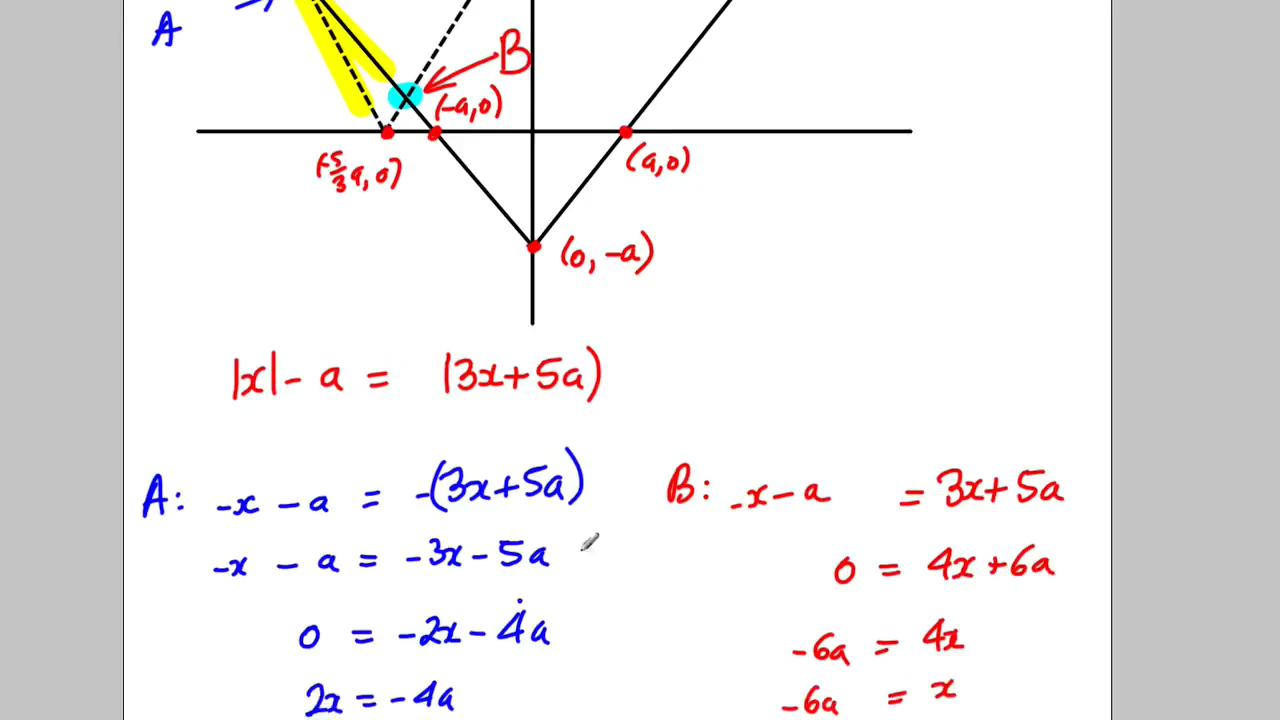 A
B
(-a, 0)
(-5/3 a, 0)
(a, 0)
(0, -a)
|x| - a = |3x + 5a)
A: -x - a = -(3x + 5a)
-x - a = -3x - 5a
0 = -2x - 4a
2x = -4a
B: -x - a = 3x + 5a
0 = 4x + 6a
-6a = 4x
-6a = x